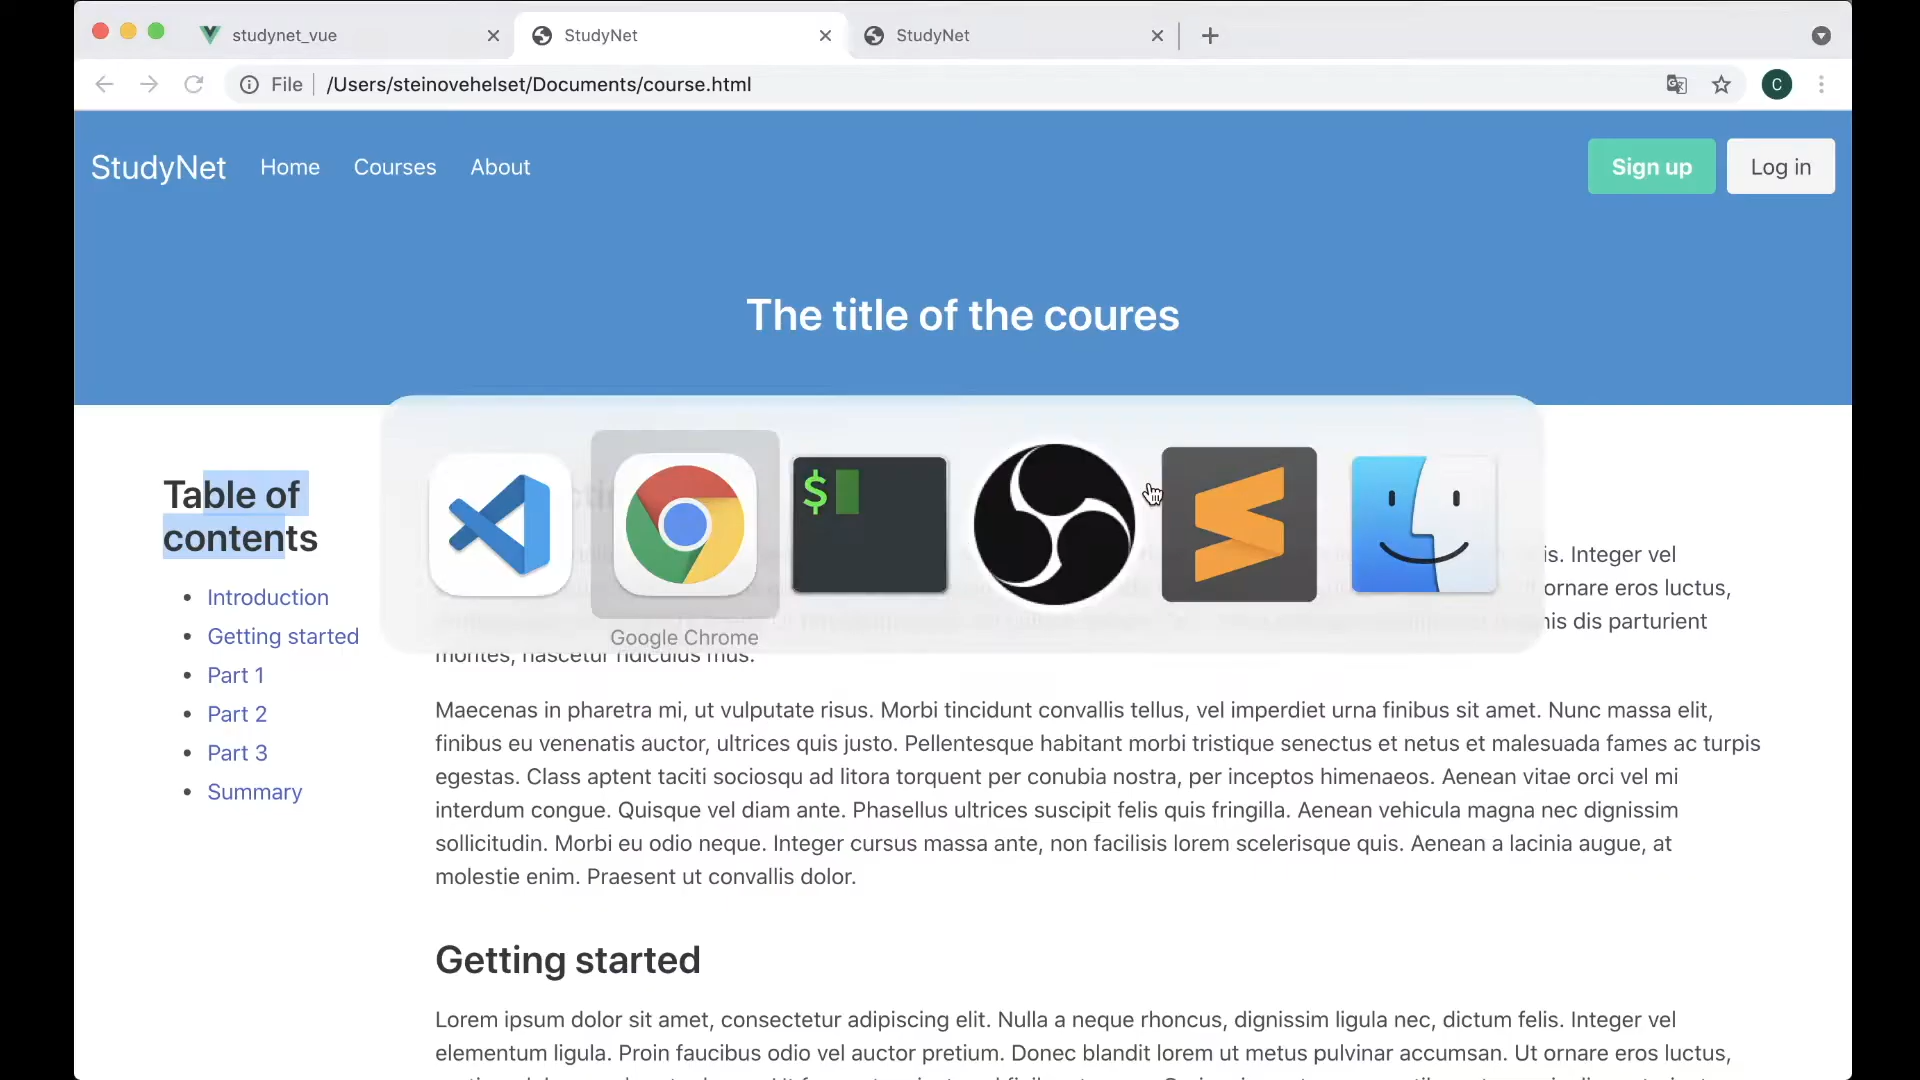 studynet_vue
StudyNet
StudyNet
File
/Users/steinovehelset/Documents/course.html
C
StudyNet
Home
Courses
About
Sign up
Log in
The title of the coures
Table of
contents
Introduction
Getting started
Part 1
Part 2
Part 3
Summary
$
Google Chrome
is. Integer vel
ornare eros luctus,
nis dis parturient
montes, nascetur ridiculus mus.
Maecenas in pharetra mi, ut vulputate risus. Morbi tincidunt convallis tellus, vel imperdiet urna finibus sit amet. Nunc massa elit,
finibus eu venenatis auctor, ultrices quis justo. Pellentesque habitant morbi tristique senectus et netus et malesuada fames ac turpis
egestas. Class aptent taciti sociosqu ad litora torquent per conubia nostra, per inceptos himenaeos. Aenean vitae orci vel mi
interdum congue. Quisque vel diam ante. Phasellus ultrices suscipit felis quis fringilla. Aenean vehicula magna nec dignissim
sollicitudin. Morbi eu odio neque. Integer cursus massa ante, non facilisis lorem scelerisque quis. Aenean a lacinia augue, at
molestie enim. Praesent ut convallis dolor.
Getting started
Lorem ipsum dolor sit amet, consectetur adipiscing elit. Nulla a neque rhoncus, dignissim ligula nec, dictum felis. Integer vel
elementum ligula. Proin faucibus odio vel auctor pretium. Donec blandit lorem ut metus pulvinar accumsan. Ut ornare eros luctus,